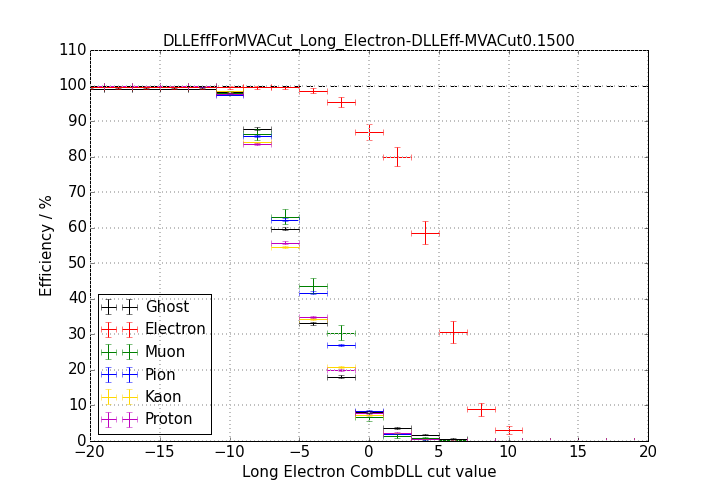 DLLEffForMVACut_Long_Electron-DLLEff-MVACut0.1500
110
100
90
80
70
60
50
40
30
20
10
0
Efficiency / %
Ghost
Electron
Muon
Pion
Kaon
Proton
−20 −15 −10 −5 0 5 10 15 20
Long Electron CombDLL cut value